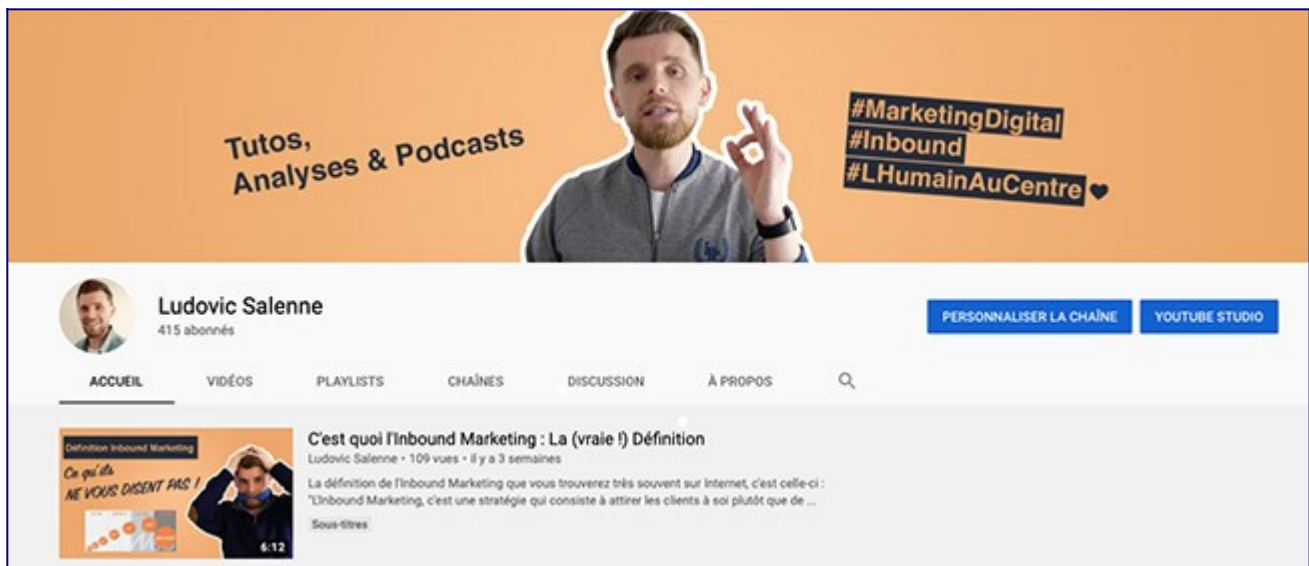 Tutos,
Analyses & Podcasts
#MarketingDigital
#Inbound
#LHumainAuCentre
Ludovic Salenne
415 abonnés
PERSONNALISER LA CHAÎNE
YOUTUBE STUDIO
ACCUEIL
VIDÉOS
PLAYLISTS
CHAÎNES
DISCUSSION
À PROPOS
Définition Inbound Marketing
Ce qu'ils
NE VOUS DISENT PAS !
6:12
C'est quoi l'Inbound Marketing : La (vraie !) Définition
Ludovic Salenne • 109 vues • il y a 3 semaines
La définition de l'Inbound Marketing que vous trouverez très souvent sur Internet, c'est celle-ci :
"L'Inbound Marketing, c'est une stratégie qui consiste à attirer les clients à soi plutôt que de ...
Sous-titres